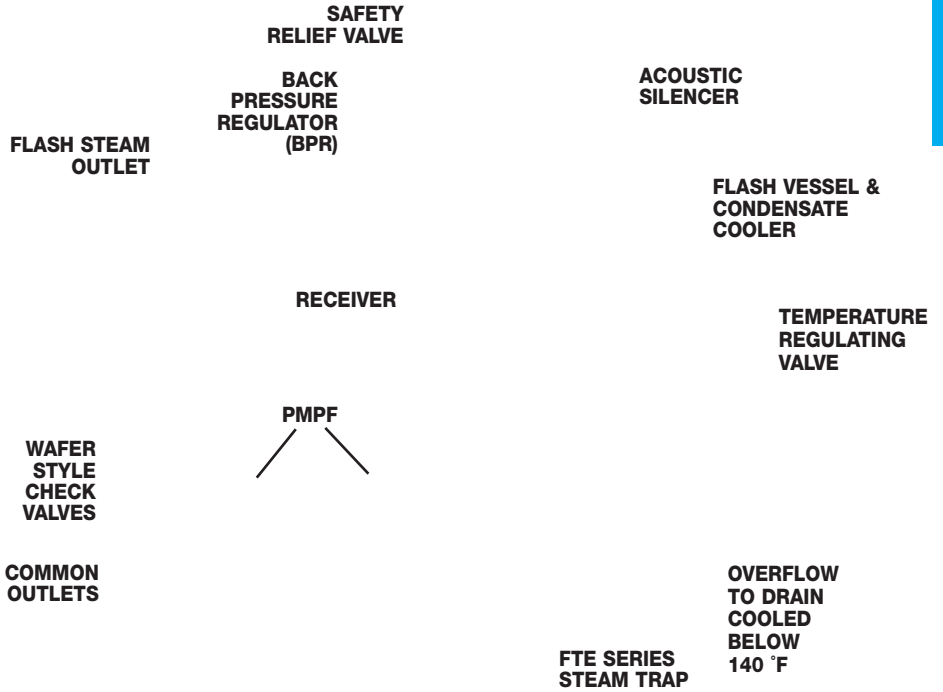 SAFETY
RELIEF VALVE
BACK
PRESSURE
REGULATOR
(BPR)
ACOUSTIC
SILENCER
FLASH STEAM
OUTLET
FLASH VESSEL &
CONDENSATE
COOLER
RECEIVER
TEMPERATURE
REGULATING
VALVE
PMPF
WAFER
STYLE
CHECK
VALVES
COMMON
OUTLETS
OVERFLOW
TO DRAIN
COOLED
BELOW
140 ˚F
FTE SERIES
STEAM TRAP